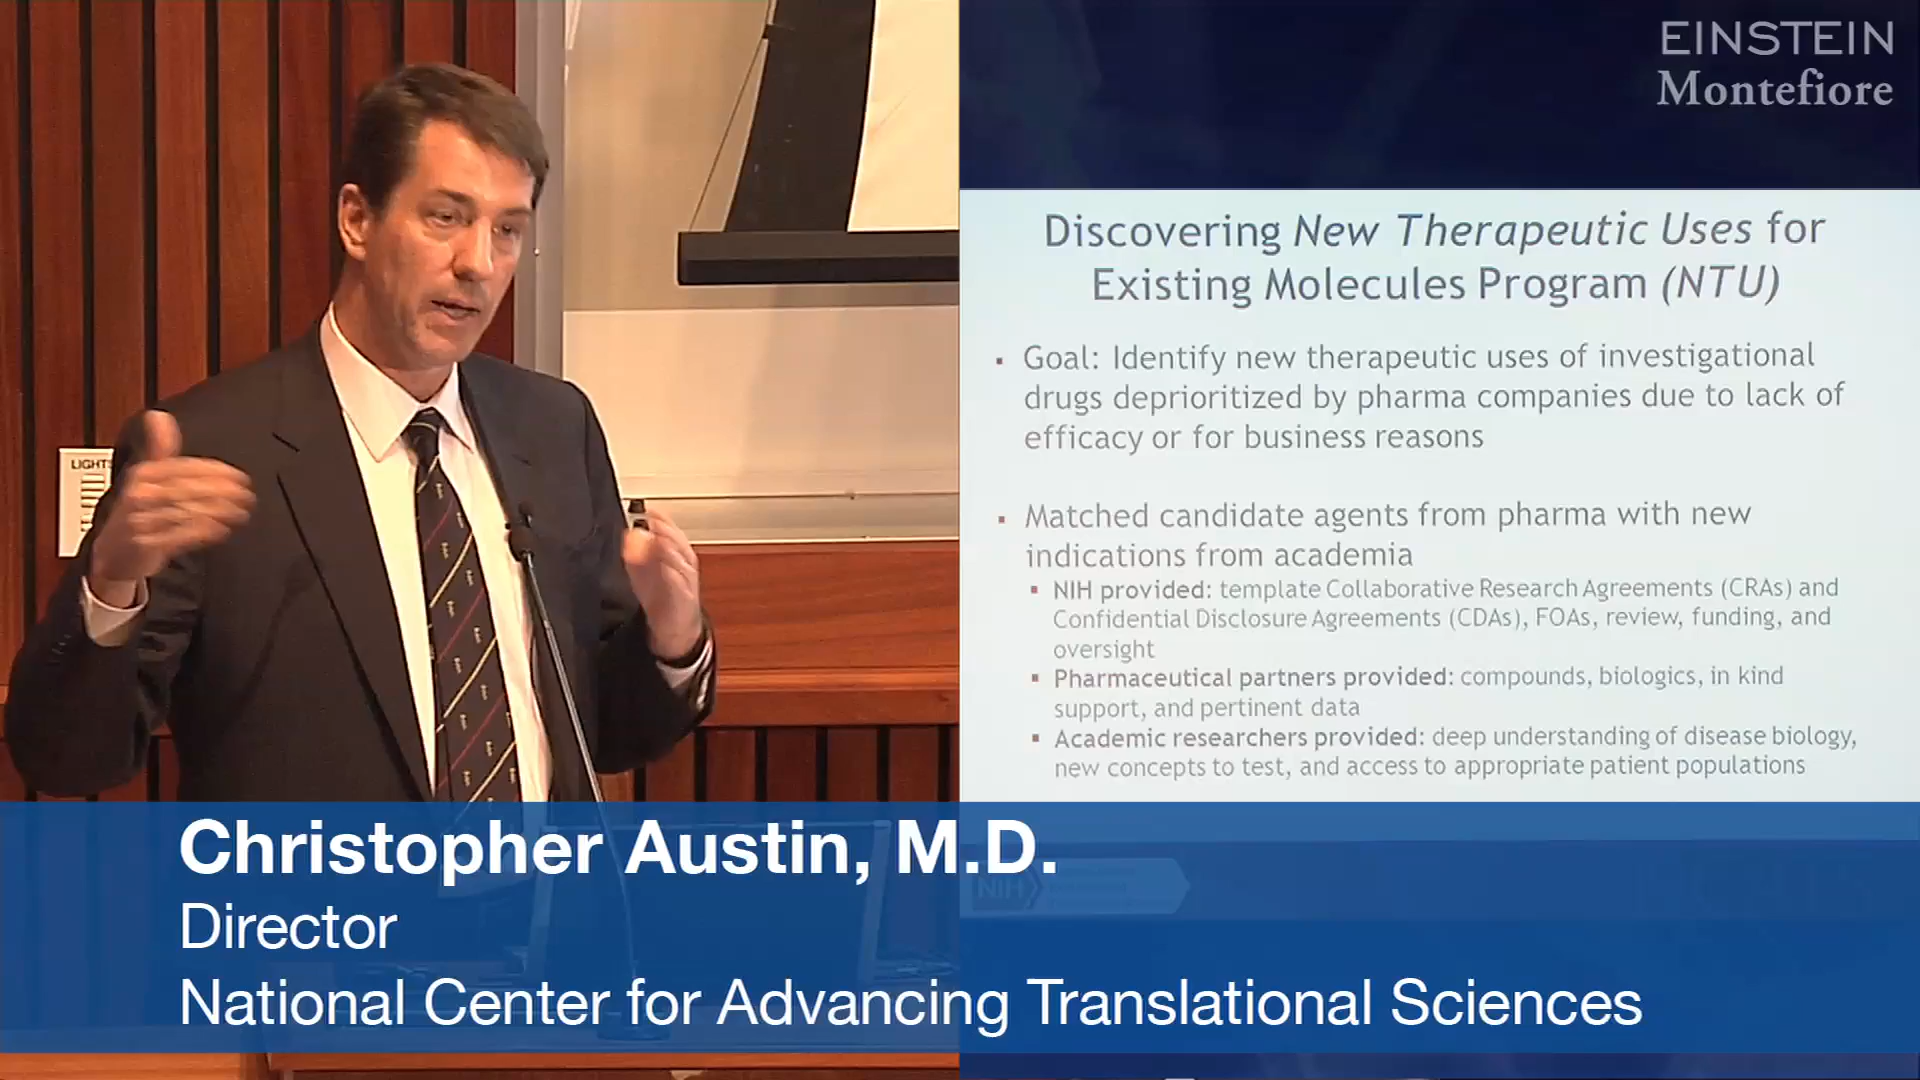 EINSTEIN
Montefiore
LIGHTS
Discovering New Therapeutic Uses for
Existing Molecules Program (NTU)
▪ Goal: Identify new therapeutic uses of investigational
drugs deprioritized by pharma companies due to lack of
efficacy or for business reasons
▪ Matched candidate agents from pharma with new
indications from academia
▪ NIH provided: template Collaborative Research Agreements (CRAs) and
Confidential Disclosure Agreements (CDAs), FOAs, review, funding, and
oversight
▪ Pharmaceutical partners provided: compounds, biologics, in kind
support, and pertinent data
▪ Academic researchers provided: deep understanding of disease biology,
new concepts to test, and access to appropriate patient populations
Christopher Austin, M.D.
Director
National Center for Advancing Translational Sciences
NIH